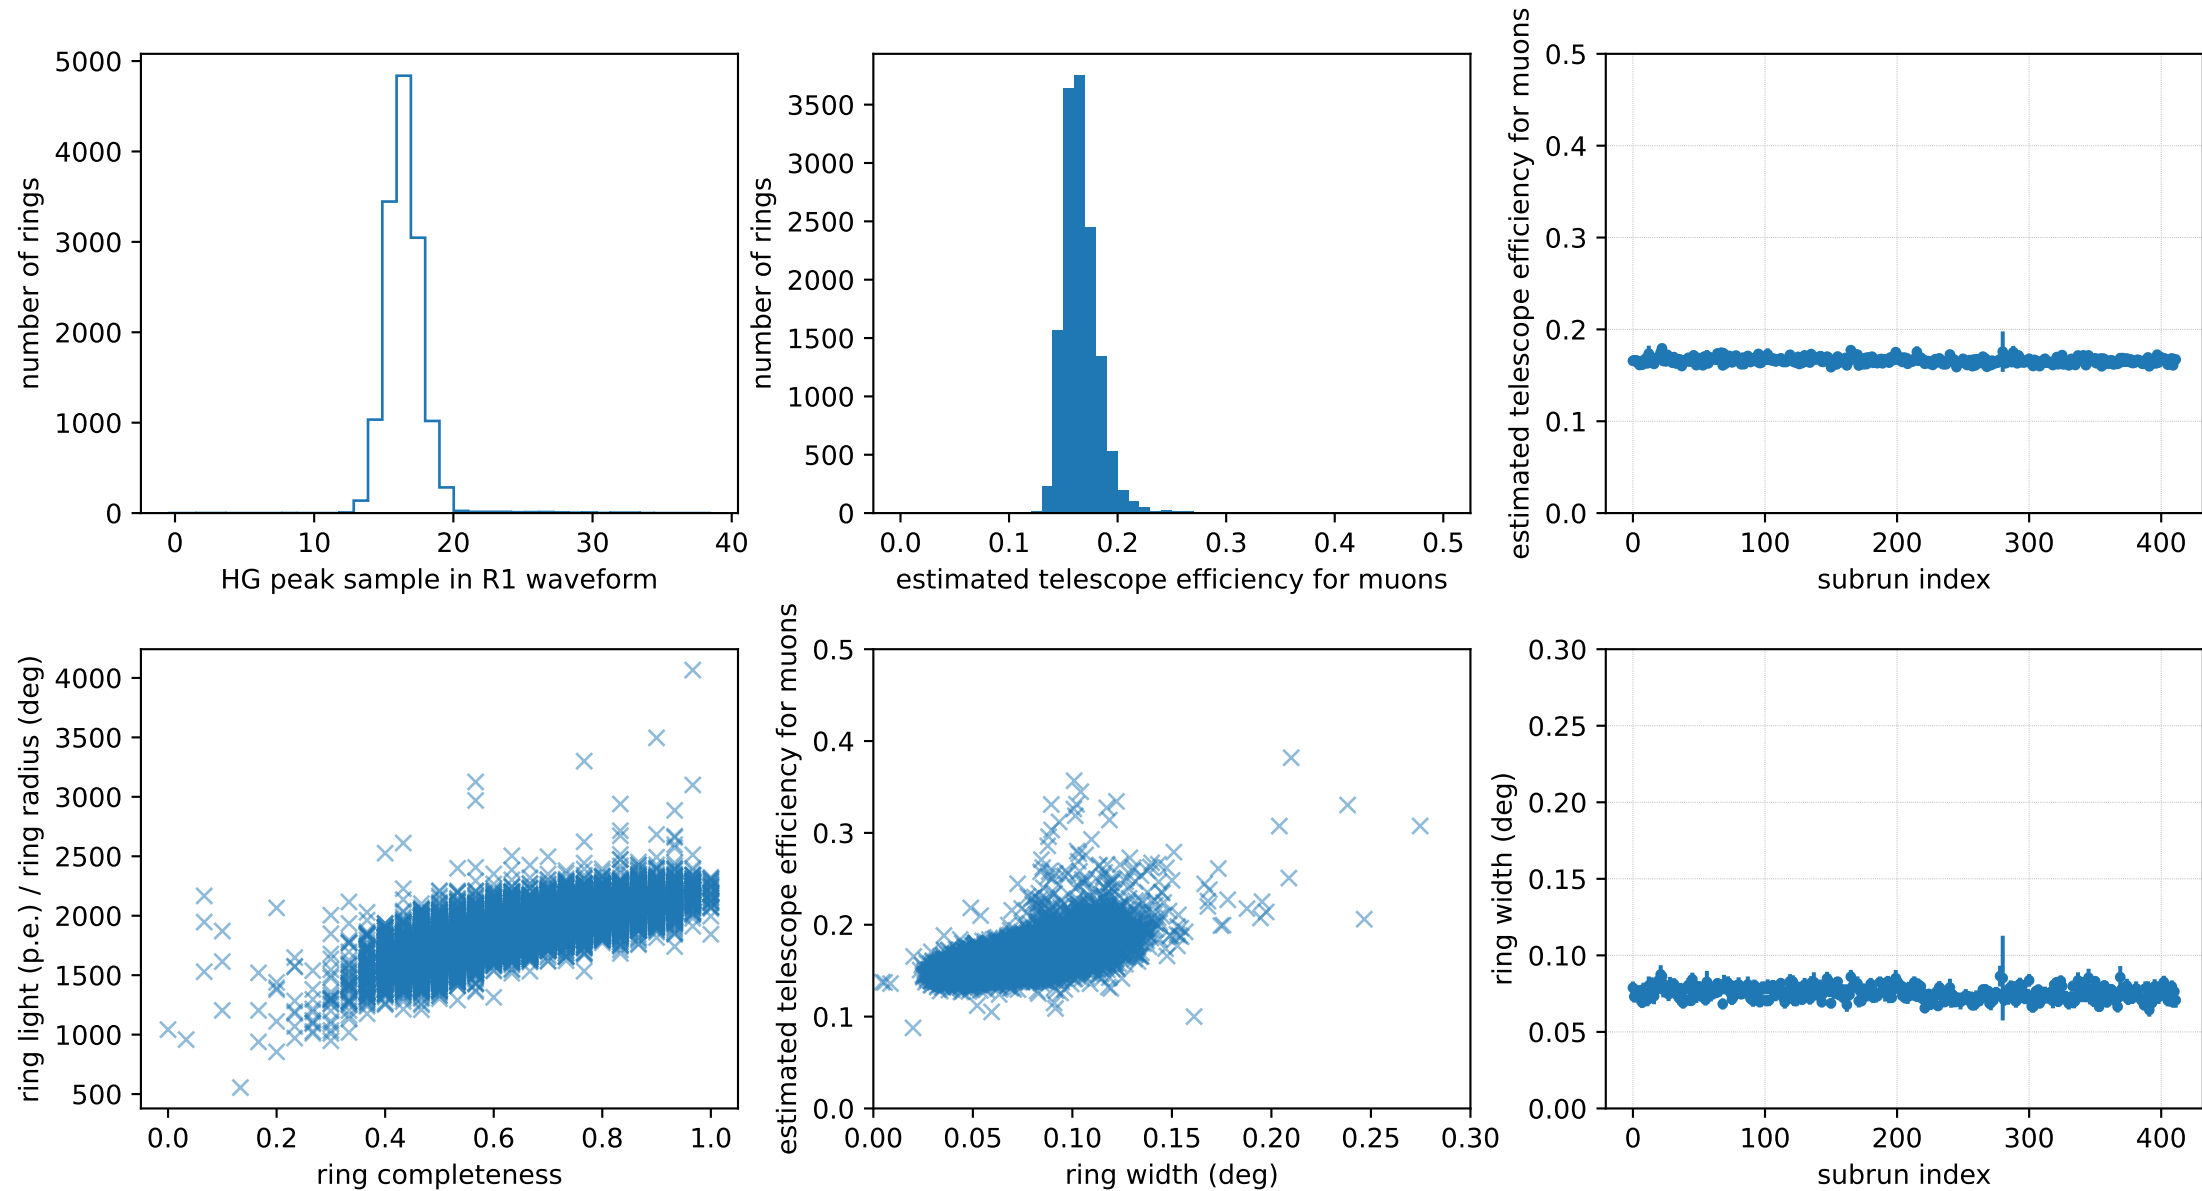 5000
4000
3000
2000
1000
0
number of rings
0 10 20 30 40
HG peak sample in R1 waveform
3500
3000
2500
2000
1500
1000
500
0
number of rings
0.0 0.1 0.2 0.3 0.4 0.5
estimated telescope efficiency for muons
0.5
0.4
0.3
0.2
0.1
0.0
estimated telescope efficiency for muons
0 100 200 300 400
subrun index
4000
3500
3000
2500
2000
1500
1000
500
ring light (p.e.) / ring radius (deg)
0.0 0.2 0.4 0.6 0.8 1.0
ring completeness
0.5
0.4
0.3
0.2
0.1
0.0
estimated telescope efficiency for muons
0.00 0.05 0.10 0.15 0.20 0.25 0.30
ring width (deg)
0.30
0.25
0.20
0.15
0.10
0.05
0.00
ring width (deg)
0 100 200 300 400
subrun index